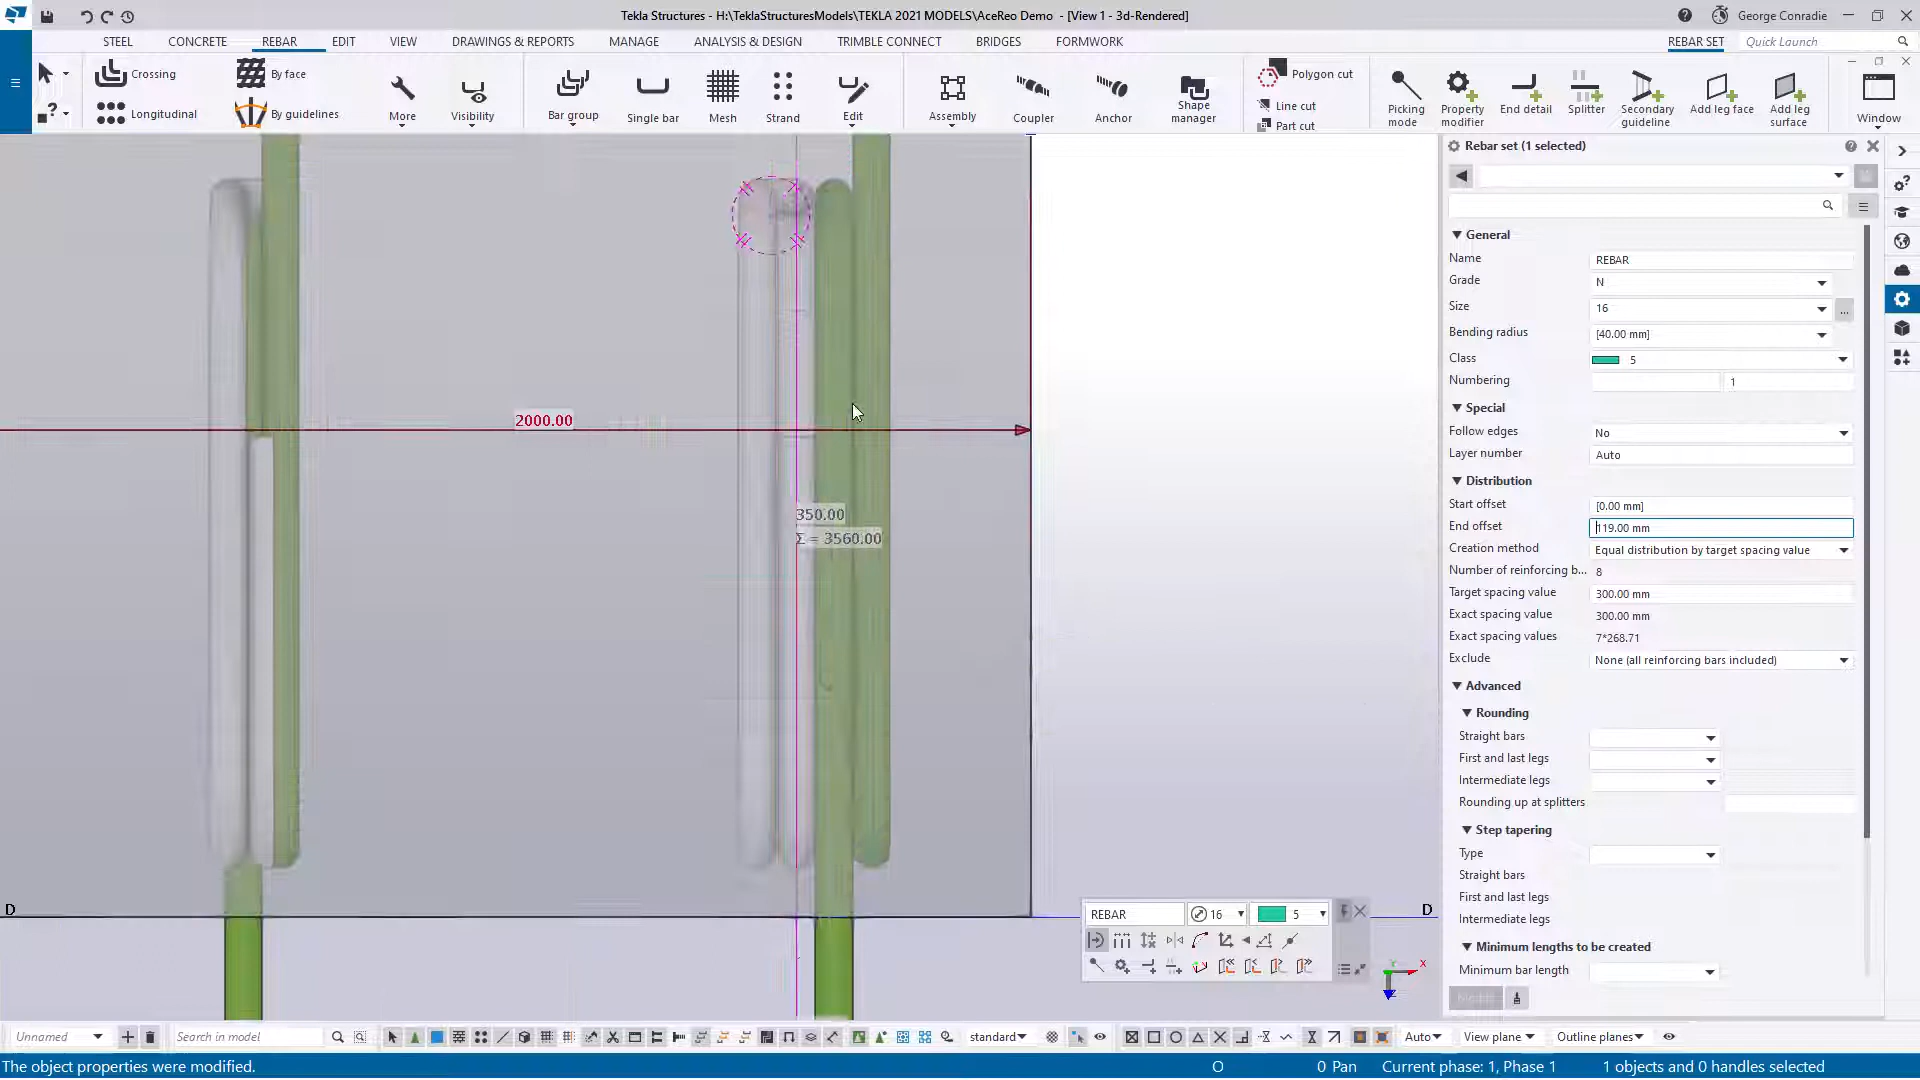 Tekla Structures - H:\TeklaStructuresModels\TEKLA 2021 MODELS\AceReo Demo - [View 1 - 3d-Rendered]
George Conradie
STEEL
CONCRETE
REBAR
EDIT
VIEW
DRAWINGS & REPORTS
MANAGE
ANALYSIS & DESIGN
TRIMBLE CONNECT
BRIDGES
FORMWORK
REBAR SET
Quick Launch
Crossing
Longitudinal
By face
By guidelines
More
Visibility
Bar group
Single bar
Mesh
Strand
Edit
Assembly
Coupler
Anchor
Shape
manager
Polygon cut
Line cut
Part cut
Picking
mode
Property
modifier
End detail
Splitter
Secondary
guideline
Add leg face
Add leg
surface
Window
2000.00
350.00
Σ = 3560.00
D
D
Rebar set (1 selected)
General
Name REBAR
Grade N
Size 16 ...
Bending radius [40.00 mm]
Class 5
Numbering 1
Special
Follow edges No
Layer number Auto
Distribution
Start offset [0.00 mm]
End offset 119.00 mm
Creation method Equal distribution by target spacing value
Number of reinforcing b... 8
Target spacing value 300.00 mm
Exact spacing value 300.00 mm
Exact spacing values 7*268.71
Exclude None (all reinforcing bars included)
Advanced
Rounding
Straight bars
First and last legs
Intermediate legs
Rounding up at splitters
Step tapering
Type
Straight bars
First and last legs
Intermediate legs
Minimum lengths to be created
Minimum bar length
REBAR 16 5
X
Unnamed
Search in model
standard
Auto
View plane
Outline planes
The object properties were modified.
O
0 Pan
Current phase: 1, Phase 1
1 objects and 0 handles selected